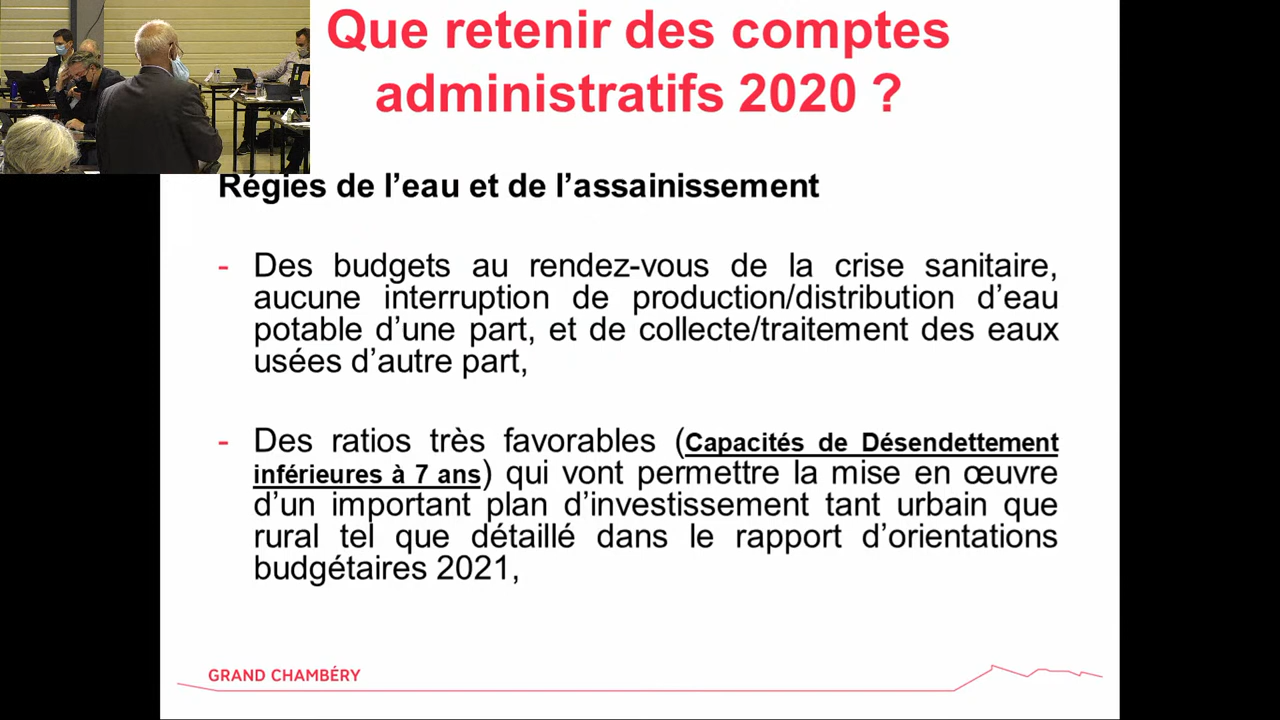 Que retenir des comptes
administratifs 2020 ?
Régies de l'eau et de l'assainissement
- Des budgets au rendez-vous de la crise sanitaire,
aucune interruption de production/distribution d'eau
potable d'une part, et de collecte/traitement des eaux
usées d'autre part,
- Des ratios très favorables (Capacités de Désendettement
inférieures à 7 ans) qui vont permettre la mise en œuvre
d'un important plan d'investissement tant urbain que
rural tel que détaillé dans le rapport d'orientations
budgétaires 2021,
GRAND CHAMBÉRY